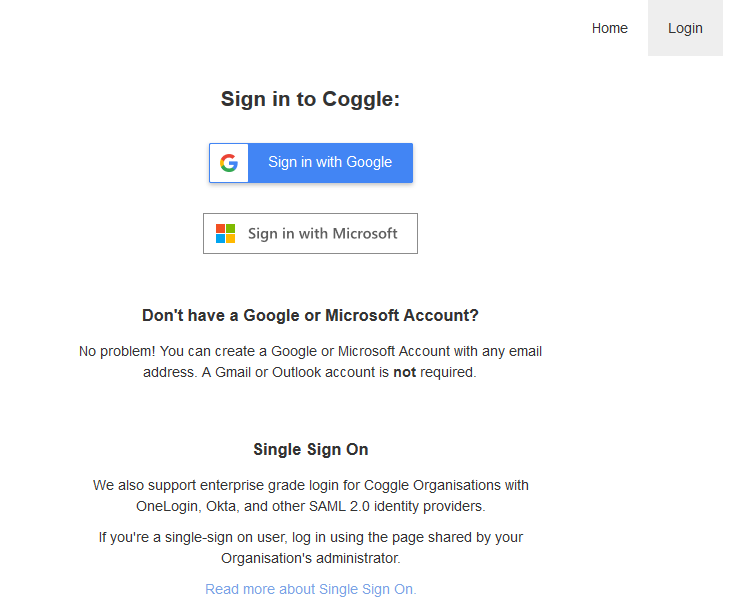 Home
Login
Sign in to Coggle:
Sign in with Google
Sign in with Microsoft
Don't have a Google or Microsoft Account?
No problem! You can create a Google or Microsoft Account with any email
address. A Gmail or Outlook account is not required.
Single Sign On
We also support enterprise grade login for Coggle Organisations with
OneLogin, Okta, and other SAML 2.0 identity providers.
If you're a single-sign on user, log in using the page shared by your
Organisation's administrator.
Read more about Single Sign On.